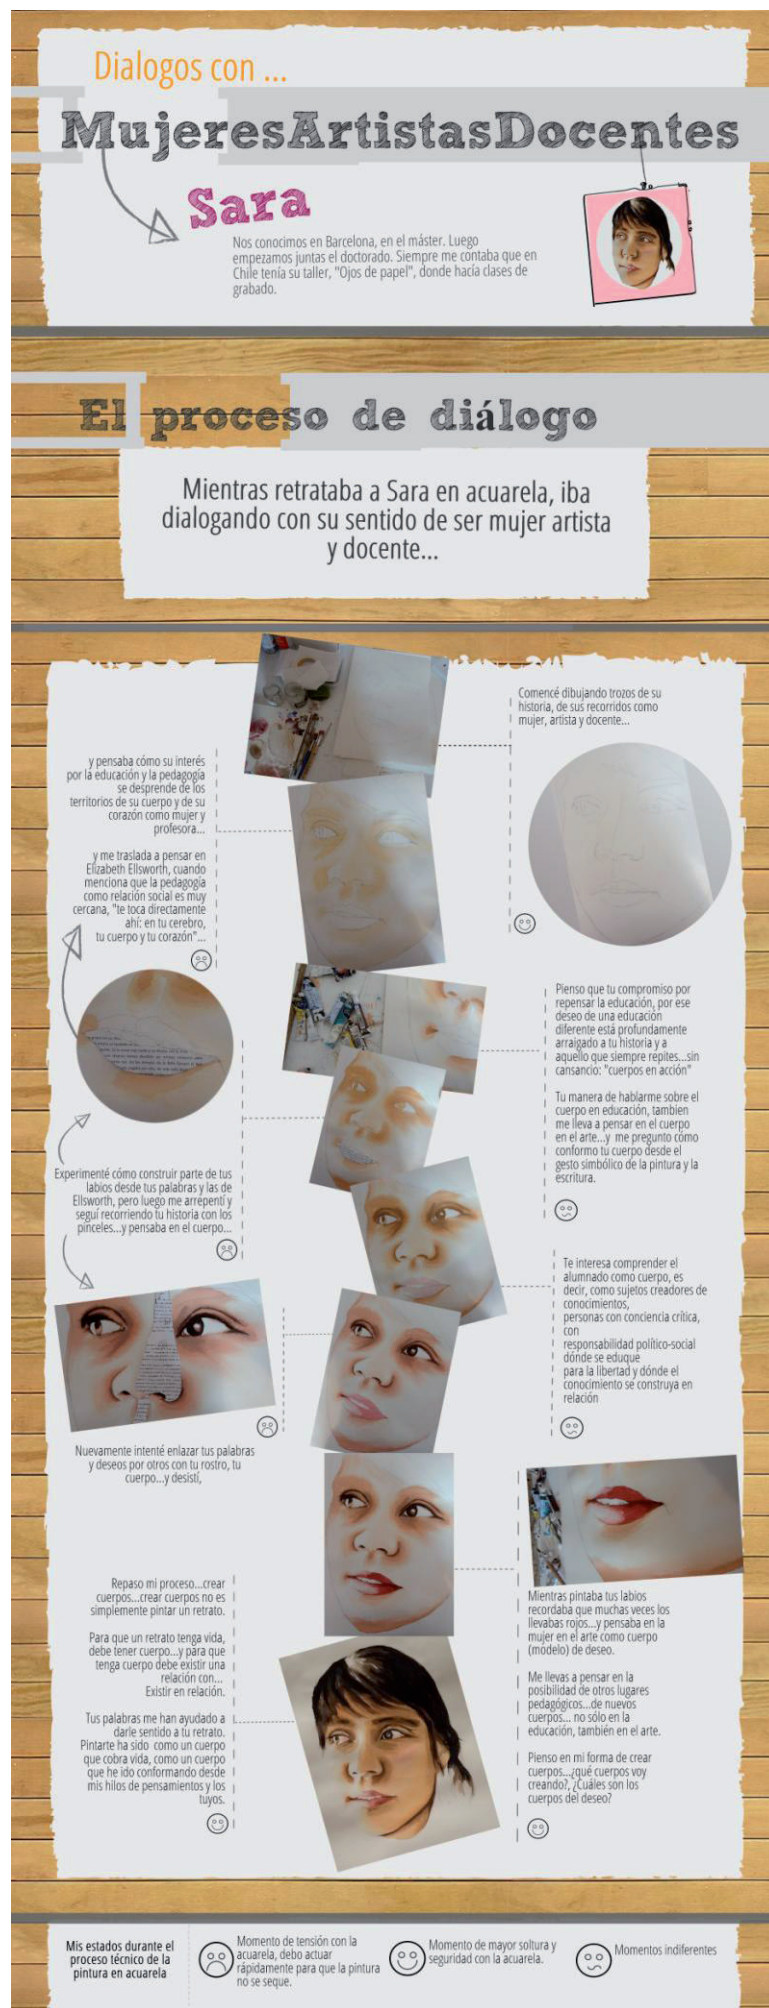 Dialogos con ...
MujeresArtistasDocentes
Sara
Nos conocimos en Barcelona, en el máster. Luego
empezamos juntas el doctorado. Siempre me contaba que en
Chile tenía su taller, "Ojos de papel", donde hacía clases de
grabado.
El proceso de diálogo
Mientras retrataba a Sara en acuarela, iba
dialogando con su sentido de ser mujer artista
y docente...
Comencé dibujando trozos de su
historia, de sus recorridos como
mujer, artista y docente...
y pensaba cómo su interés
por la educación y la pedagogía
se desprende de los
territorios de su cuerpo y de su
corazón como mujer y
profesora...
y me traslada a pensar en
Elizabeth Ellsworth, cuando
menciona que la pedagogía
como relación social es muy
cercana, "te toca directamente
ahí: en tu cerebro,
tu cuerpo y tu corazón"...
Pienso que tu compromiso por
repensar la educación, por ese
deseo de una educación
diferente está profundamente
arraigado a tu historia y a
aquello que siempre repites...sin
cansancio: "cuerpos en acción"
Tu manera de hablarme sobre el
cuerpo en educación, tambien
me lleva a pensar en el cuerpo
en el arte...y me pregunto cómo
conformo tu cuerpo desde el
gesto simbólico de la pintura y la
escritura.
Experimenté cómo construir parte de tus
labios desde tus palabras y las de
Ellsworth, pero luego me arrepentí y
seguí recorriendo tu historia con los
pinceles...y pensaba en el cuerpo...
Te interesa comprender el
alumnado como cuerpo, es
decir, como sujetos creadores de
conocimientos,
personas con conciencia crítica,
con
responsabilidad político-social
dónde se eduque
para la libertad y dónde el
conocimiento se construya en
relación
Nuevamente intenté enlazar tus palabras
y deseos por otros con tu rostro, tu
cuerpo...y desistí,
Mientras pintaba tus labios
recordaba que muchas veces los
llevabas rojos...y pensaba en la
mujer en el arte como cuerpo
(modelo) de deseo.
Me llevas a pensar en la
posibilidad de otros lugares
pedagógicos...de nuevos
cuerpos... no sólo en la
educación, también en el arte.
Pienso en mi forma de crear
cuerpos...¿qué cuerpos voy
creando?, ¿Cuáles son los
cuerpos del deseo?
Repaso mi proceso...crear
cuerpos...crear cuerpos no es
simplemente pintar un retrato.
Para que un retrato tenga vida,
debe tener cuerpo...y para que
tenga cuerpo debe existir una
relación con...
Existir en relación.
Tus palabras me han ayudado a
darle sentido a tu retrato.
Pintarte ha sido como un cuerpo
que cobra vida, como un cuerpo
que he ido conformando desde
mis hilos de pensamientos y los
tuyos.
Mis estados durante el
proceso técnico de la
pintura en acuarela
Momento de tensión con la
acuarela, debo actuar
rápidamente para que la pintura
no se seque.
Momento de mayor soltura y
seguridad con la acuarela.
Momentos indiferentes